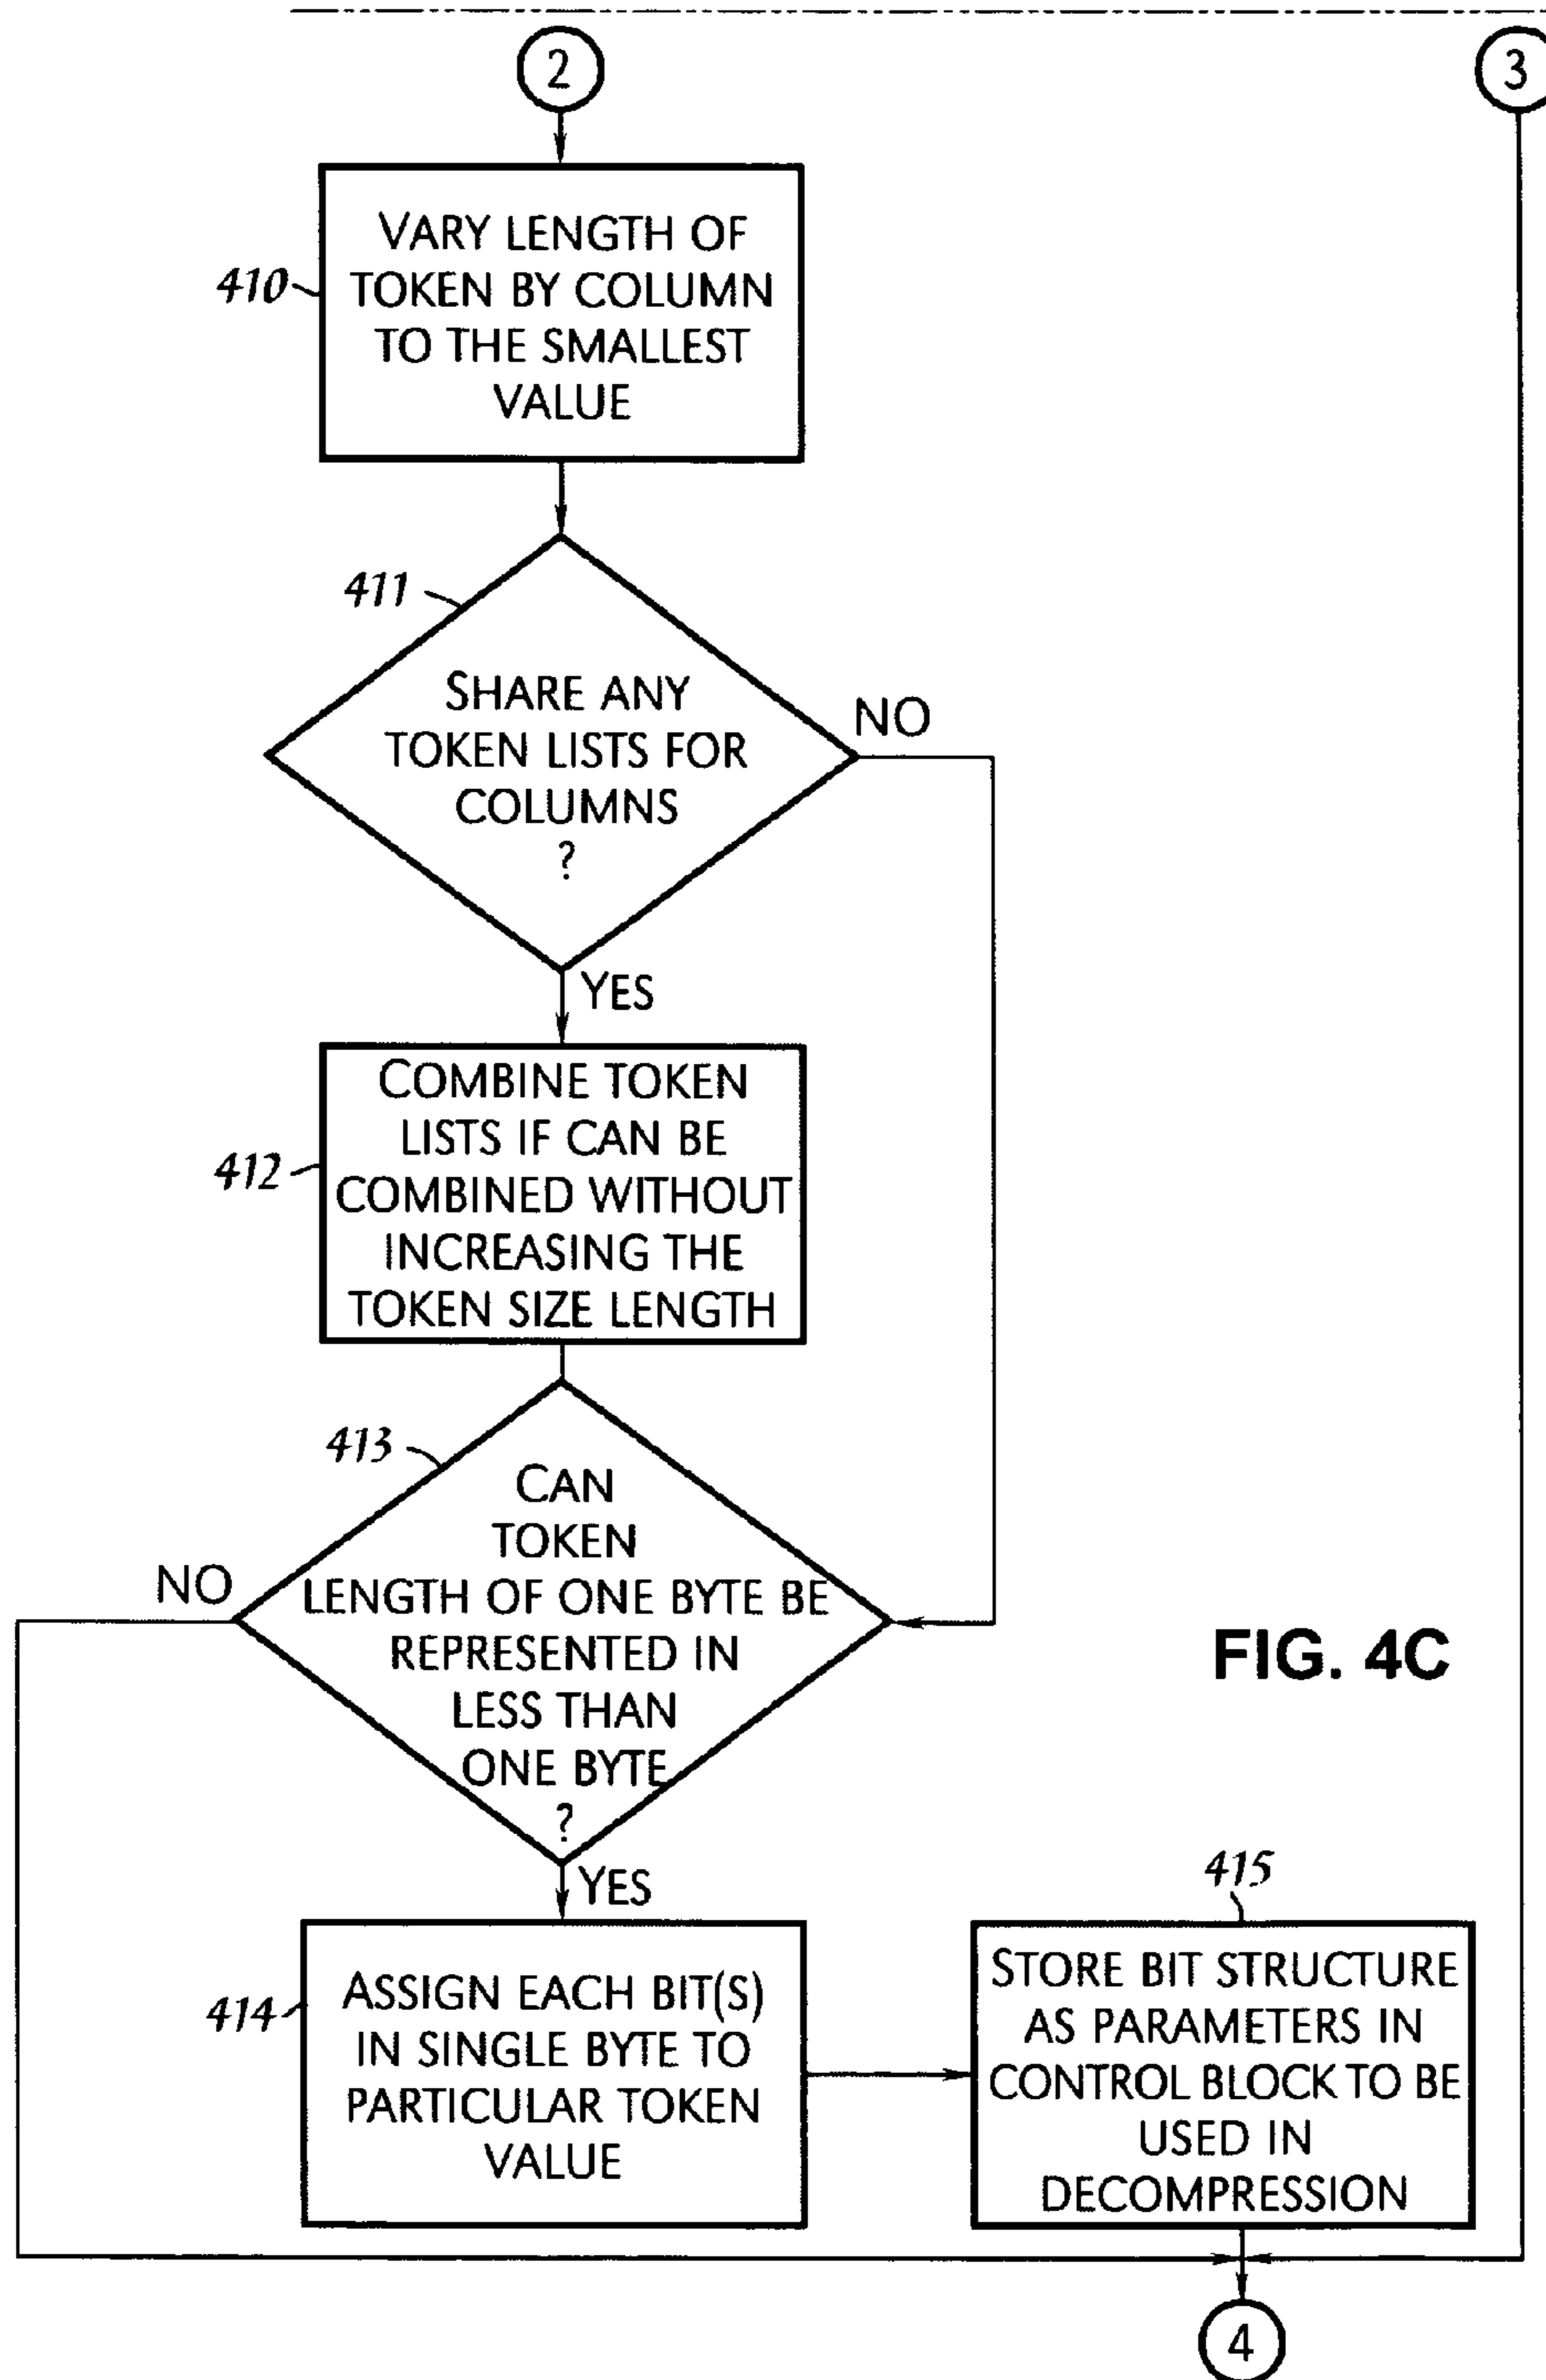 2
3
VARY LENGTH OF
410
TOKEN BY COLUMN
TO THE SMALLEST
VALUE
411
SHARE ANY
NO
TOKEN LISTS FOR
COLUMNS
?
YES
COMBINE TOKEN
LISTS IF CAN BE
412
COMBINED WITHOUT
INCREASING THE
TOKEN SIZE LENGTH
413
CAN
TOKEN
NO
LENGTH OF ONE BYTE BE
REPRESENTED IN
LESS THAN
ONE BYTE
?
FIG. 4C
YES
414
ASSIGN EACH BIT(S)
IN SINGLE BYTE TO
PARTICULAR TOKEN
VALUE
415
STORE BIT STRUCTURE
AS PARAMETERS IN
CONTROL BLOCK TO BE
USED IN
DECOMPRESSION
4